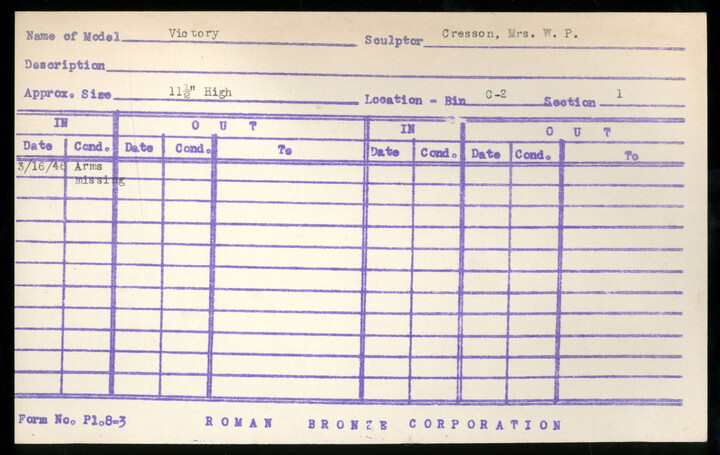 Name of Model Victory Sculptor Cresson, Mrs. W. P.
Description
Approx. Size 11½" High Location - Bin C-2 Section 1
IN OUT IN OUT
Date Cond. Date Cond. To Date Cond. Date Cond. To
3/16/46 Arms
missing
Form No. P1.8-3 ROMAN BRONZE CORPORATION